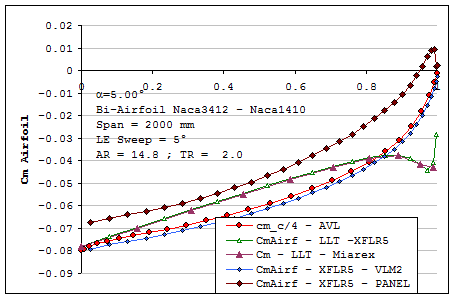 0.02
0.01
0
0 0.2 0.4 0.6 0.8 1
-0.01
-0.02
-0.03
-0.04
-0.05
-0.06
-0.07
-0.08
-0.09
Cm Airfoil
α=5.00°
Bi-Airfoil Naca3412 - Naca1410
Span = 2000 mm
LE Sweep = 5°
AR = 14.8 ; TR = 2.0
cm_c/4 - AVL
CmAirf - LLT -XFLR5
Cm - LLT - Miarex
CmAirf - XFLR5 - VLM2
CmAirf - XFLR5 - PANEL